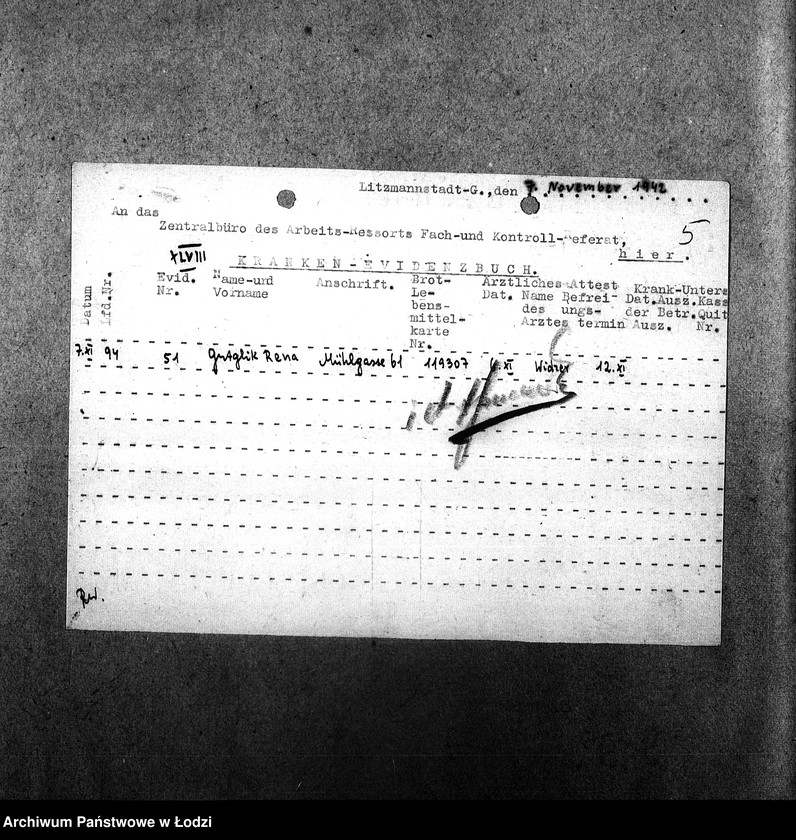 Litzmannstadt-G.,den 7. November 1942
An das
Zentralbüro des Arbeits-Ressorts Fach-und Kontroll-Referat,
5
hier.
XLVIII
KRANKEN-EVIDENZBUCH.
Datum Lfd.Nr. Evid. Nr. Name-und Vorname Anschrift. Brot-Le-bens-mittel-karte Nr. Ärztliches Attest Dat. Name des Arztes Befrei-ungs-termin Krank-Unters Dat.Ausz. der Betr. Ausz. Kass Quit Nr.
7.XI 94 51 Gutglik Rena Mühlgasse 61 119307 XI Widzer 12.XI
Rw.
Archiwum Państwowe w Łodzi